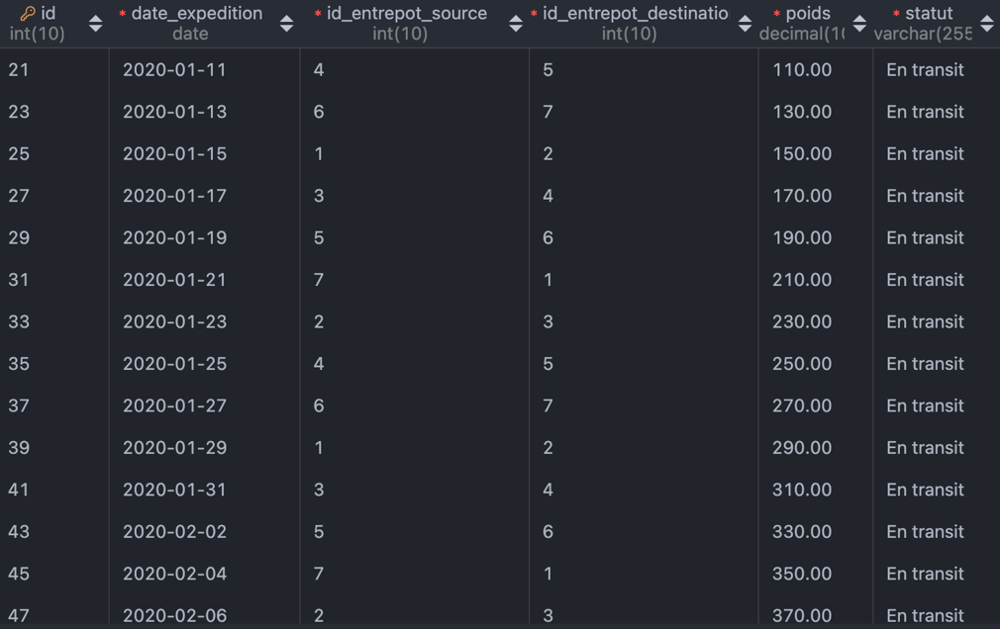 id * date_expedition * id_entrepot_source * id_entrepot_destinatio * poids * statut
int(10) date int(10) int(10) decimal(10 varchar(255
21 2020-01-11 4 5 110.00 En transit
23 2020-01-13 6 7 130.00 En transit
25 2020-01-15 1 2 150.00 En transit
27 2020-01-17 3 4 170.00 En transit
29 2020-01-19 5 6 190.00 En transit
31 2020-01-21 7 1 210.00 En transit
33 2020-01-23 2 3 230.00 En transit
35 2020-01-25 4 5 250.00 En transit
37 2020-01-27 6 7 270.00 En transit
39 2020-01-29 1 2 290.00 En transit
41 2020-01-31 3 4 310.00 En transit
43 2020-02-02 5 6 330.00 En transit
45 2020-02-04 7 1 350.00 En transit
47 2020-02-06 2 3 370.00 En transit